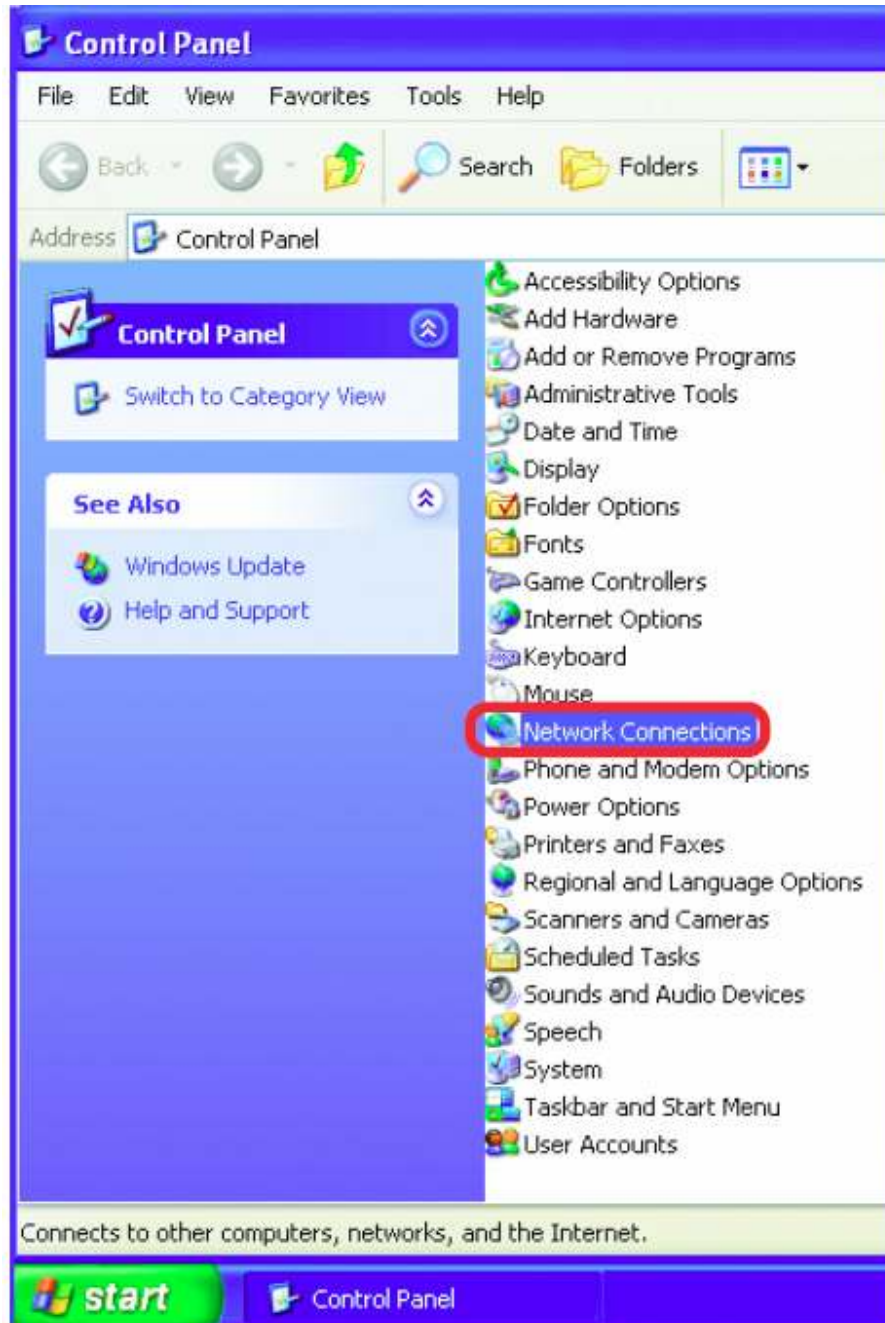 Control Panel
File Edit View Favorites Tools Help
Back Search Folders
Address Control Panel
Control Panel
Switch to Category View
See Also
Windows Update
Help and Support
Accessibility Options
Add Hardware
Add or Remove Programs
Administrative Tools
Date and Time
Display
Folder Options
Fonts
Game Controllers
Internet Options
Keyboard
Mouse
Network Connections
Phone and Modem Options
Power Options
Printers and Faxes
Regional and Language Options
Scanners and Cameras
Scheduled Tasks
Sounds and Audio Devices
Speech
System
Taskbar and Start Menu
User Accounts
Connects to other computers, networks, and the Internet.
start Control Panel